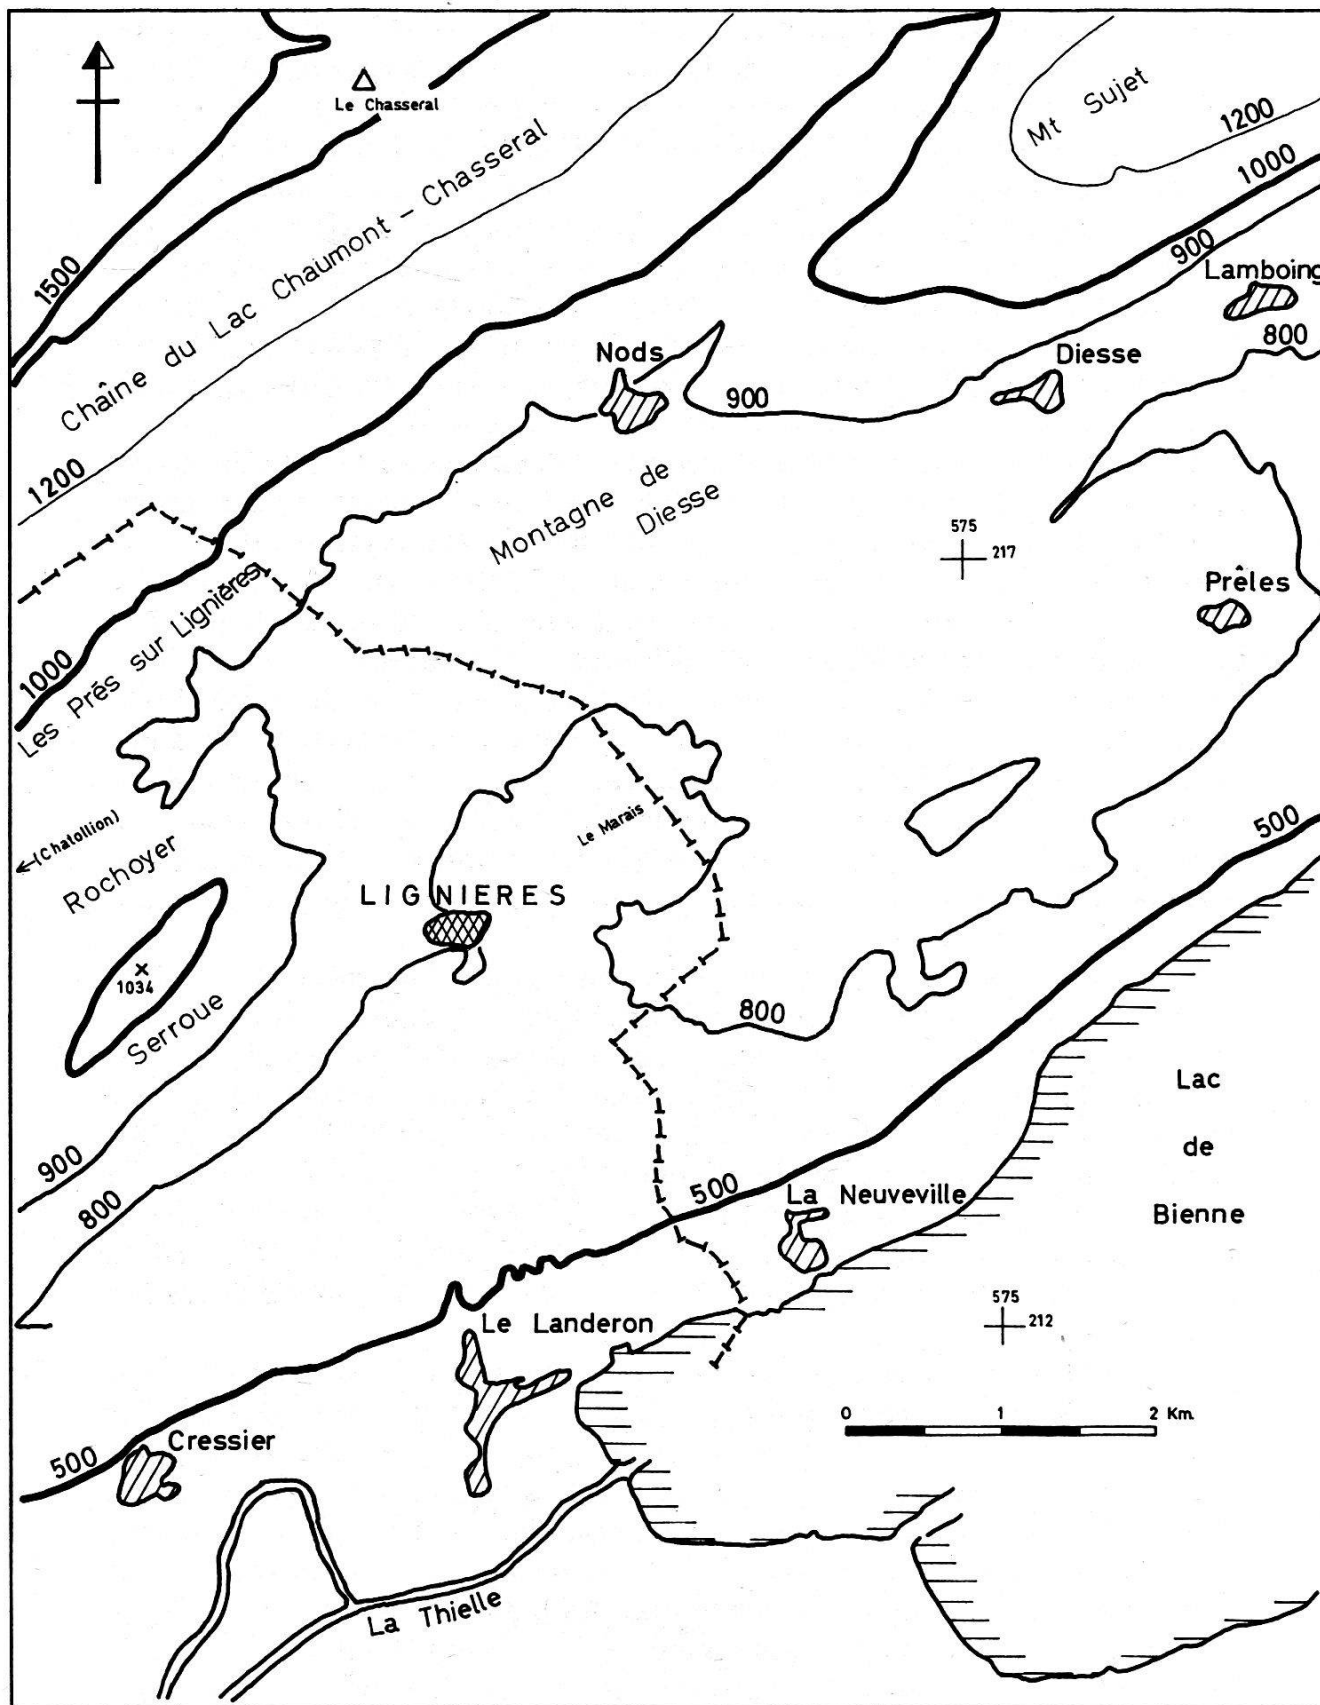 Le Chasseral
Mt Sujet
1200
1000
900
Lamboing
800
1500
Chaîne du Lac Chaumont - Chasseral
1200
Nods
900
Diesse
Montagne de
Diesse
575
217
Prêles
1000
Les Prés sur Lignières
←(Chatollion)
Rochoyer
Le Marais
500
LIGNIERES
1034
Serroue
800
Lac
de
Bienne
900
800
500
La Neuveville
575
212
Le Landeron
0 1 2 Km.
500
Cressier
La Thielle